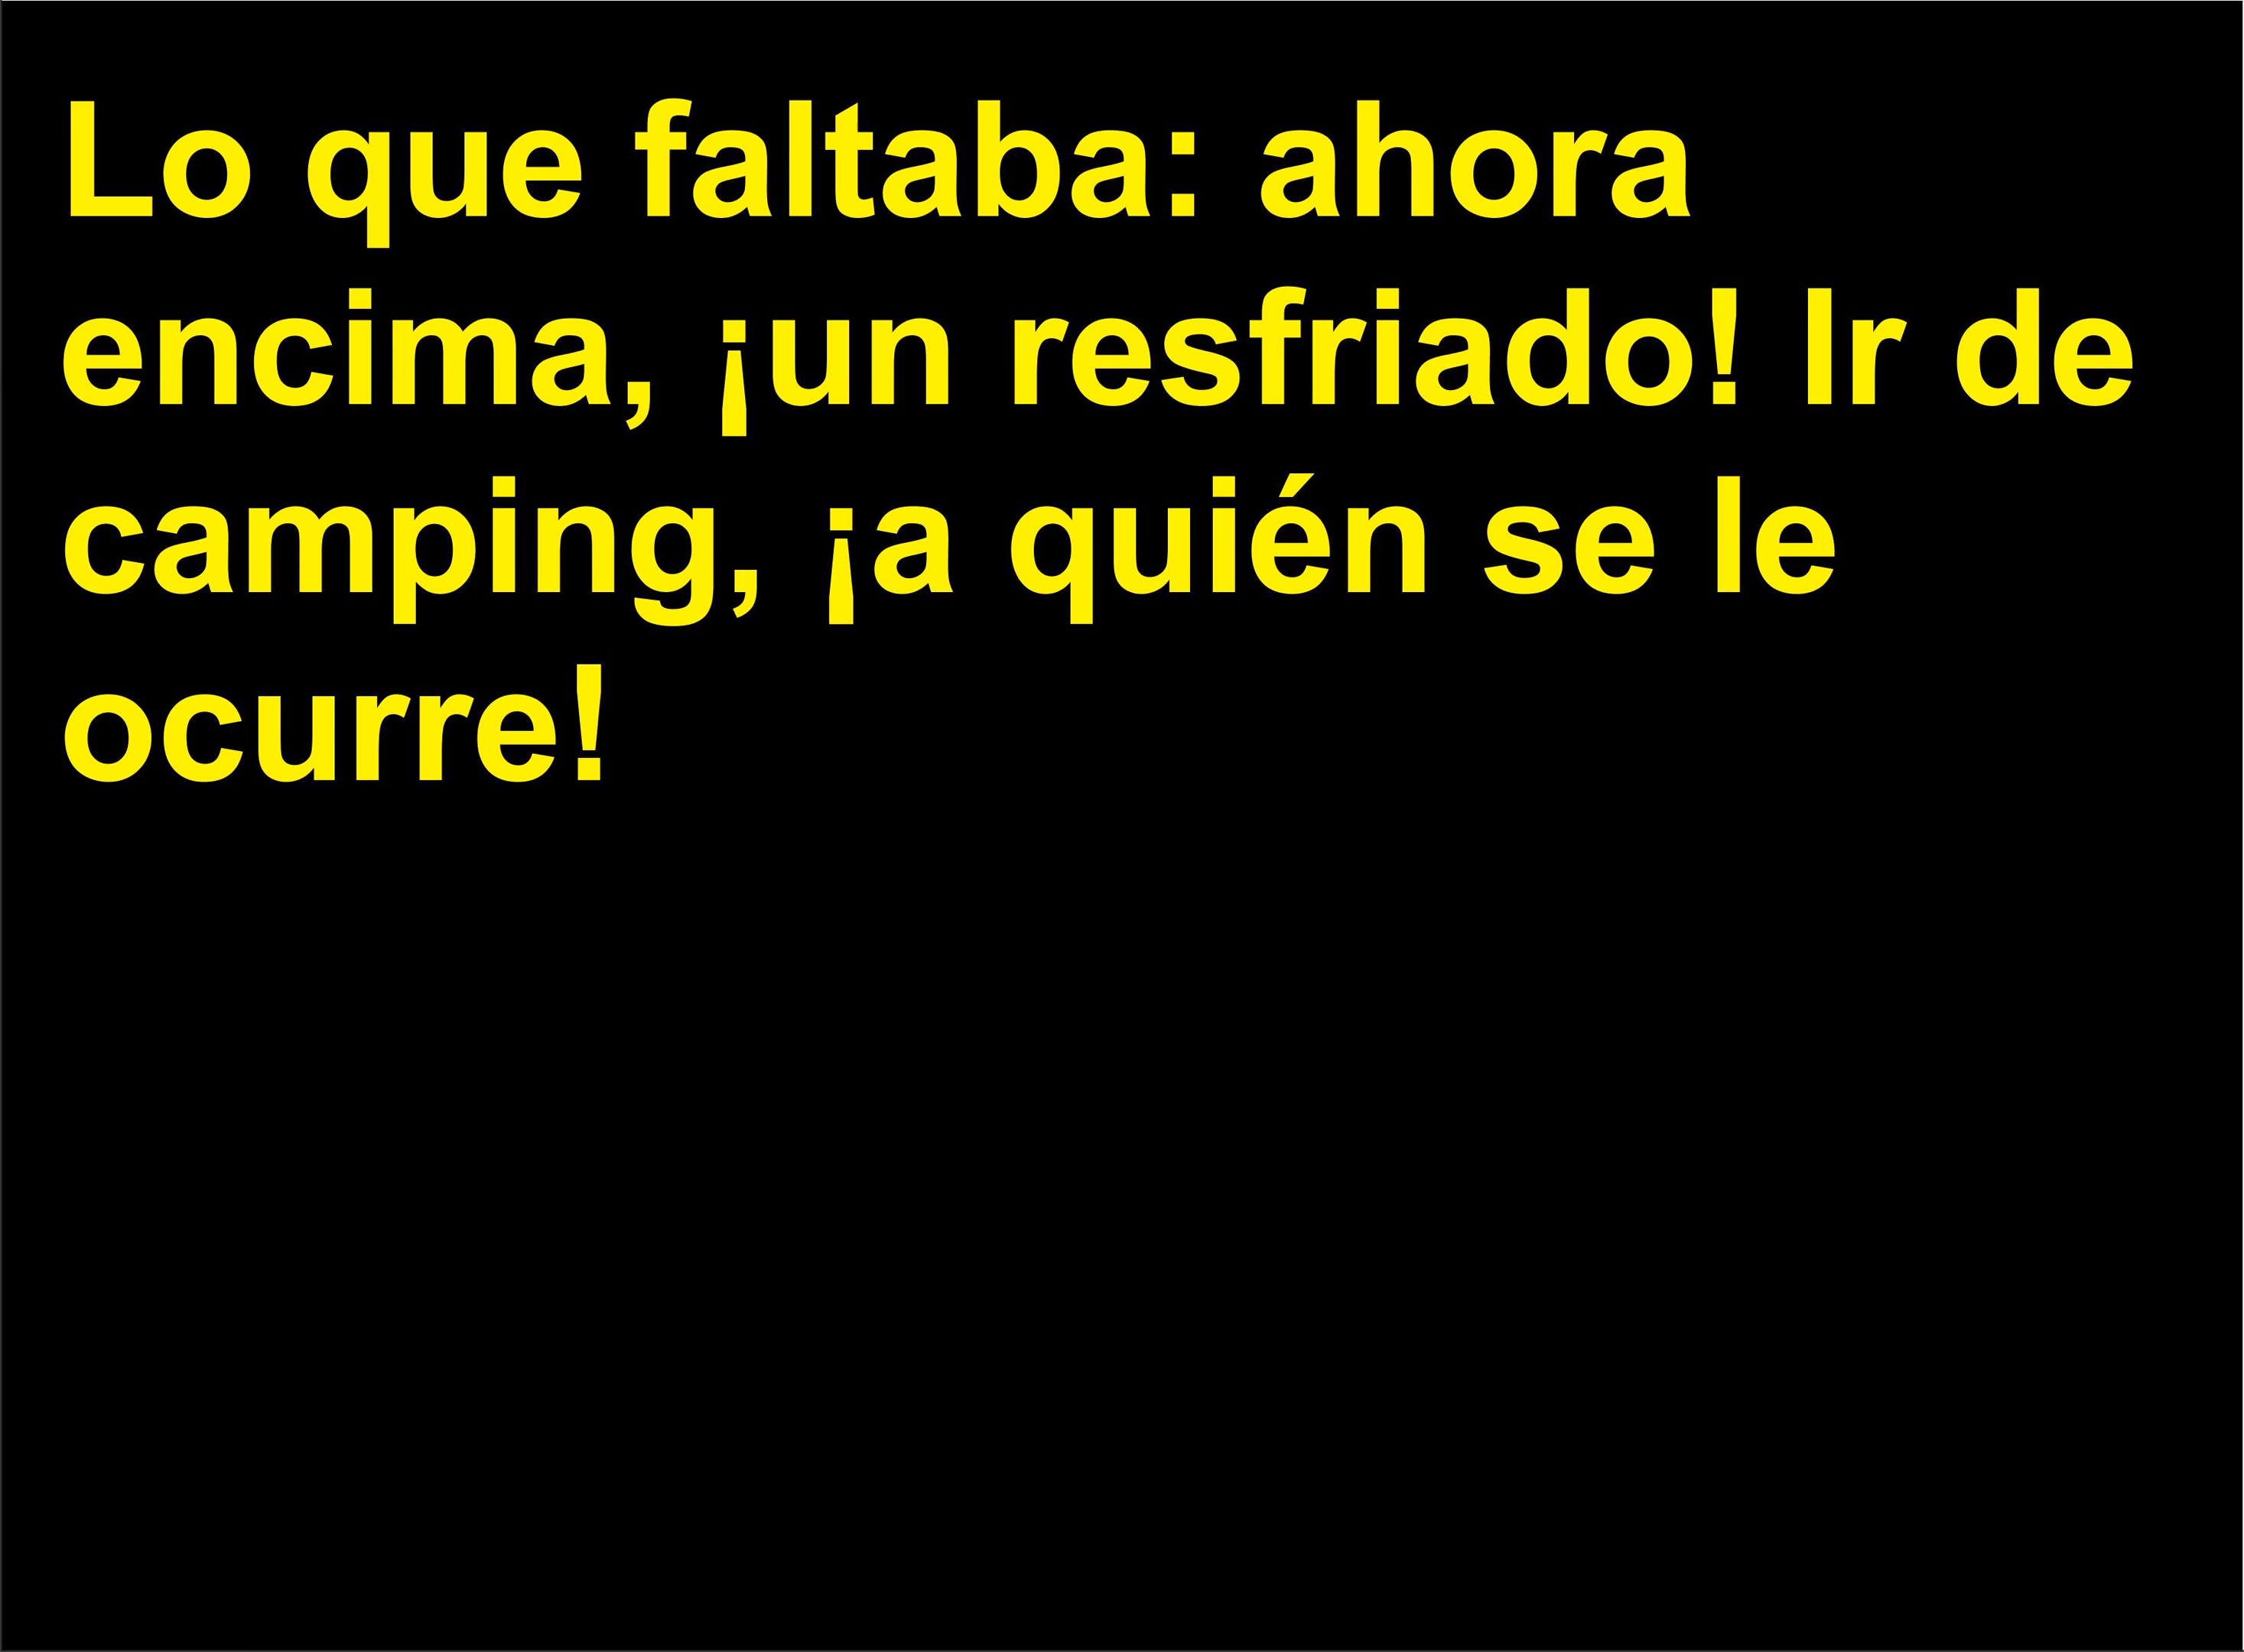 Lo que faltaba: ahora
encima, ¡un resfriado! Ir de
camping, ¡a quién se le
ocurre!